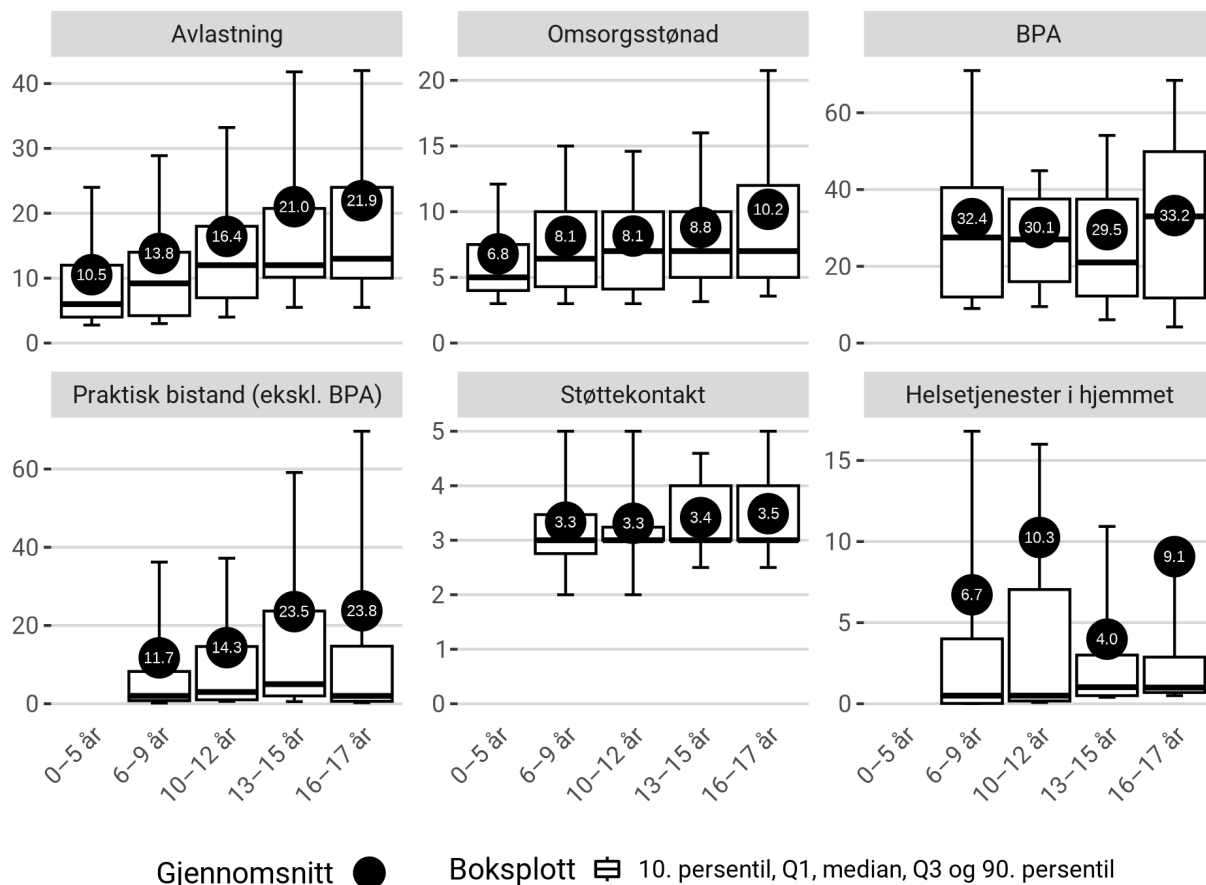 Avlastning
Omsorgsstønad
BPA
40
30
20
10
0
10.5
13.8
16.4
21.0
21.9
20
15
10
5
0
6.8
8.1
8.1
8.8
10.2
60
40
20
0
32.4
30.1
29.5
33.2
Praktisk bistand (ekskl. BPA)
Støttekontakt
Helsetjenester i hjemmet
60
40
20
0
11.7
14.3
23.5
23.8
5
4
3
2
1
0
3.3
3.3
3.4
3.5
15
10
5
0
6.7
10.3
4.0
9.1
0–5 år
6–9 år
10–12 år
13–15 år
16–17 år
0–5 år
6–9 år
10–12 år
13–15 år
16–17 år
0–5 år
6–9 år
10–12 år
13–15 år
16–17 år
Gjennomsnitt
Boksplott 10. persentil, Q1, median, Q3 og 90. persentil